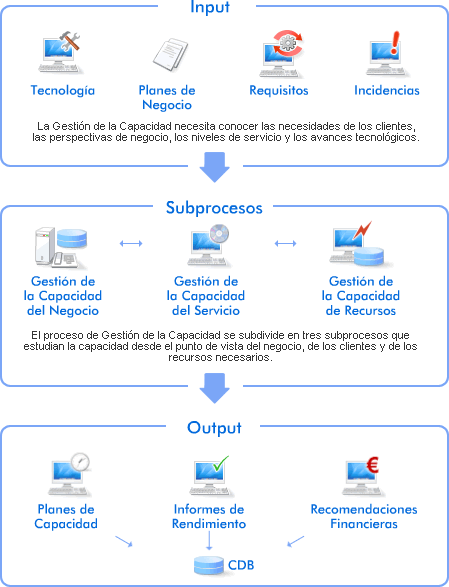 Input
Tecnología
Planes de
Negocio
Requisitos
Incidencias
La Gestión de la Capacidad necesita conocer las necesidades de los clientes,
las perspectivas de negocio, los niveles de servicio y los avances tecnológicos.
Subprocesos
Gestión de
la Capacidad
del Negocio
Gestión de
la Capacidad
del Servicio
Gestión de
la Capacidad
de Recursos
El proceso de Gestión de la Capacidad se subdivide en tres subprocesos que
estudian la capacidad desde el punto de vista del negocio, de los clientes y de los
recursos necesarios.
Output
Planes de
Capacidad
Informes de
Rendimiento
€
Recomendaciones
Financieras
CDB